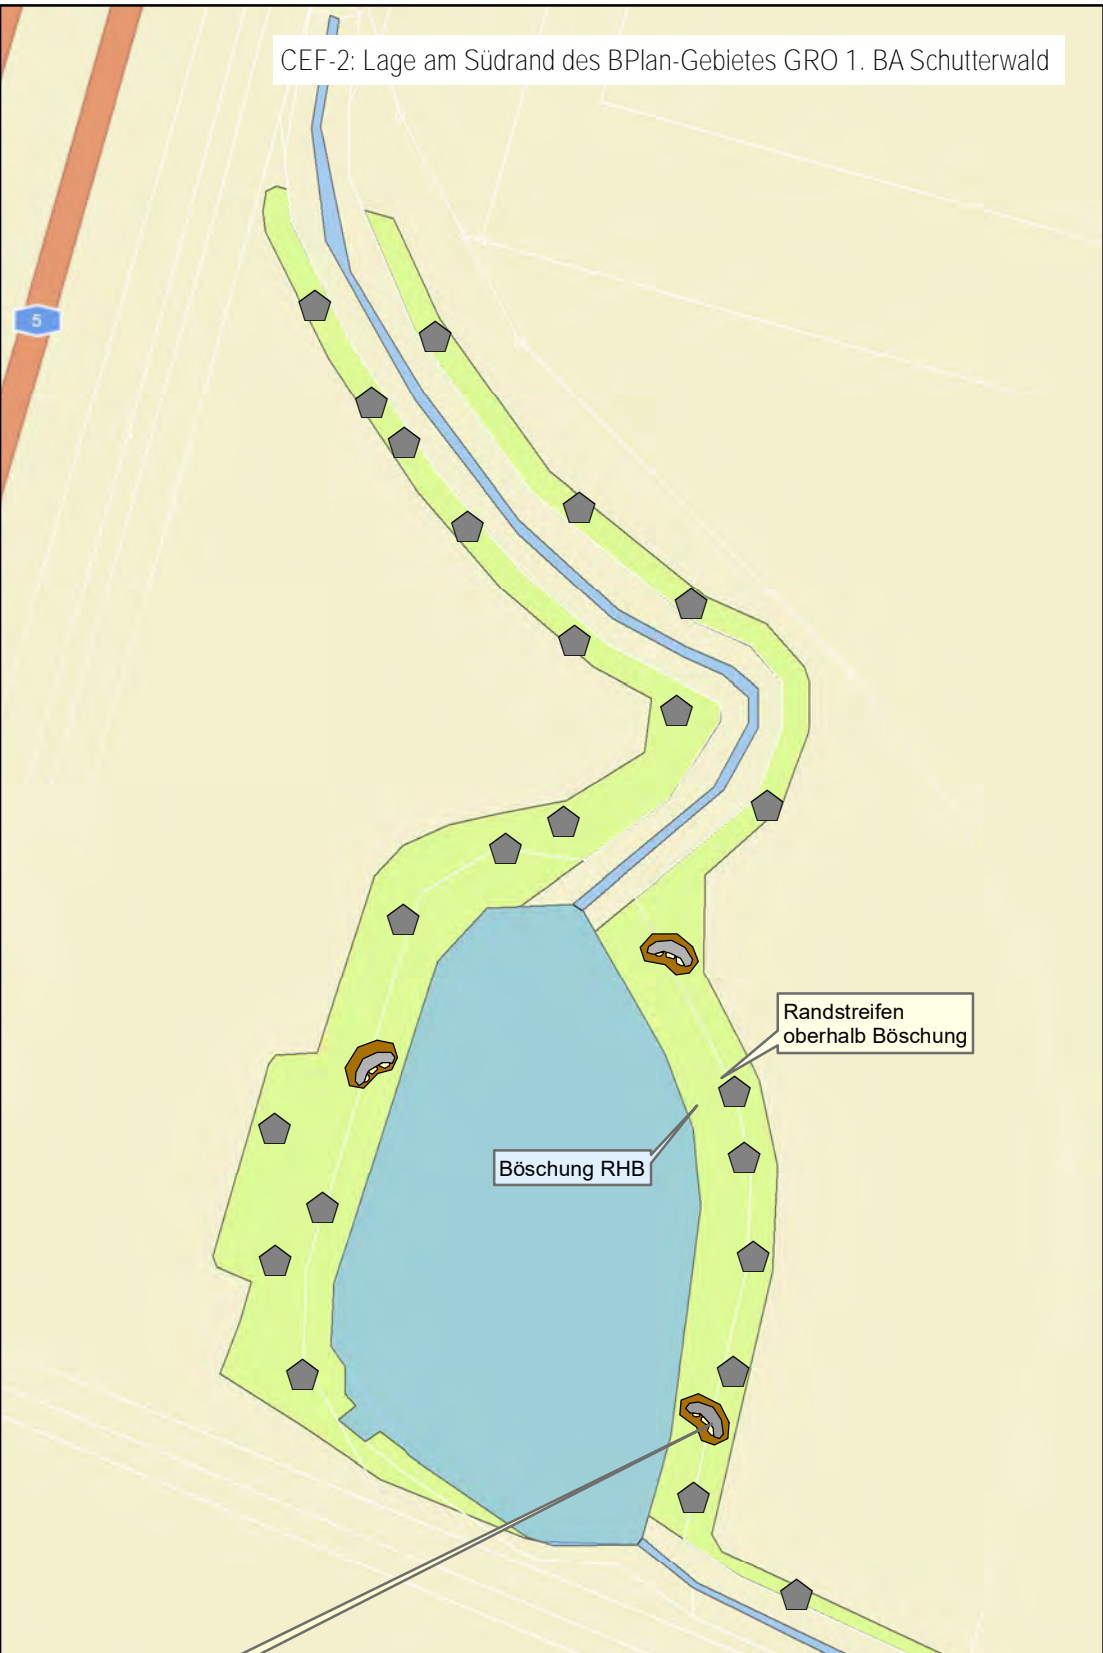 CEF-2: Lage am Südrand des BPlan-Gebietes GRO 1. BA Schutterwald
5
Randstreifen
oberhalb Böschung
Böschung RHB